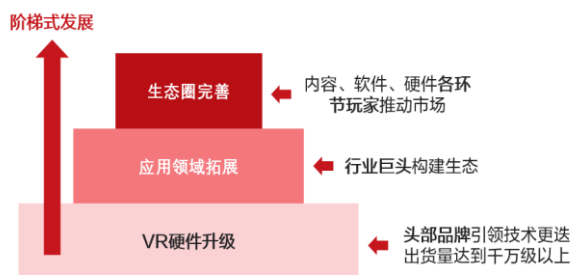 阶梯式发展
生态圈完善
内容、软件、硬件各环
节玩家推动市场
应用领域拓展
行业巨头构建生态
VR硬件升级
头部品牌引领技术更迭
出货量达到千万级以上